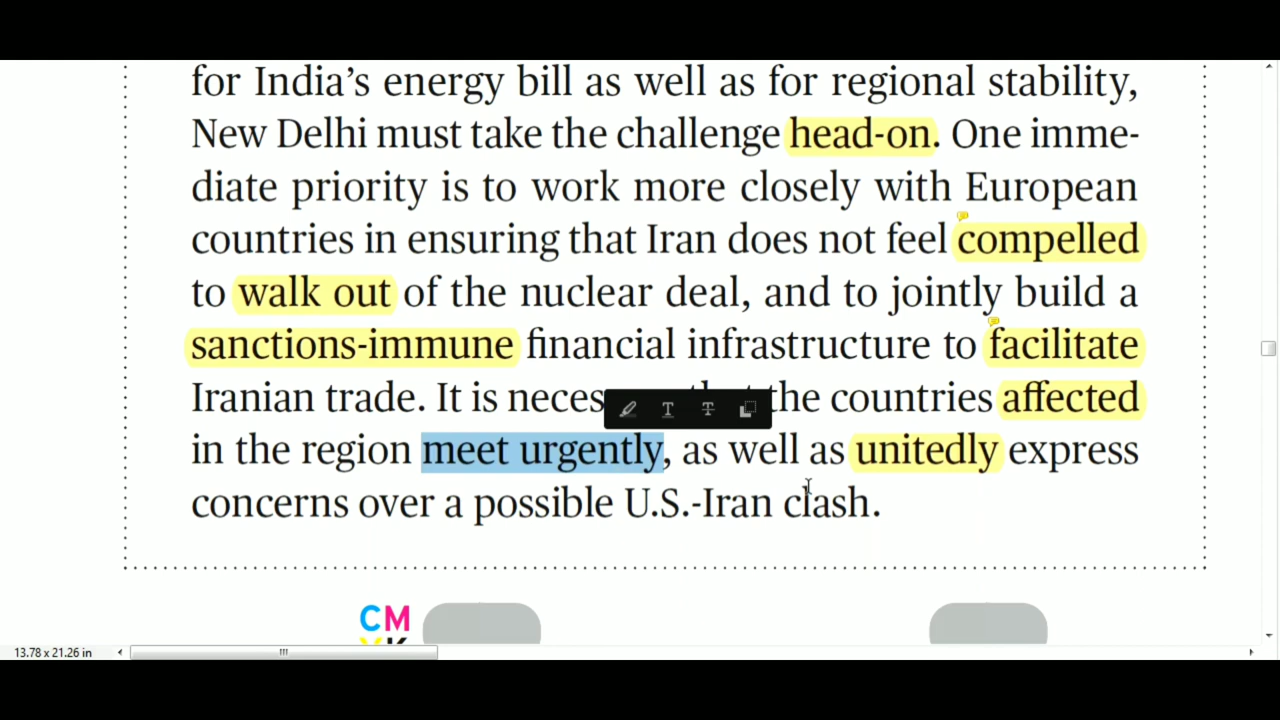 for India’s energy bill as well as for regional stability,
New Delhi must take the challenge head-on. One imme-
diate priority is to work more closely with European
countries in ensuring that Iran does not feel compelled
to walk out of the nuclear deal, and to jointly build a
sanctions-immune financial infrastructure to facilitate
Iranian trade. It is neces the countries affected
in the region meet urgently, as well as unitedly express
concerns over a possible U.S.-Iran clash.
CM
YK
13.78 x 21.26 in